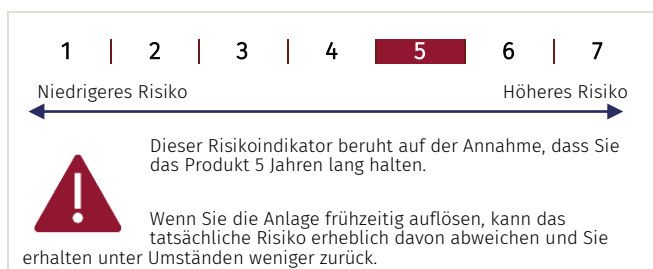 1 | 2 | 3 | 4 | 5 | 6 | 7
Niedrigeres Risiko Höheres Risiko
Dieser Risikoindikator beruht auf der Annahme, dass Sie
das Produkt 5 Jahren lang halten.
Wenn Sie die Anlage frühzeitig auflösen, kann das
tatsächliche Risiko erheblich davon abweichen und Sie
erhalten unter Umständen weniger zurück.